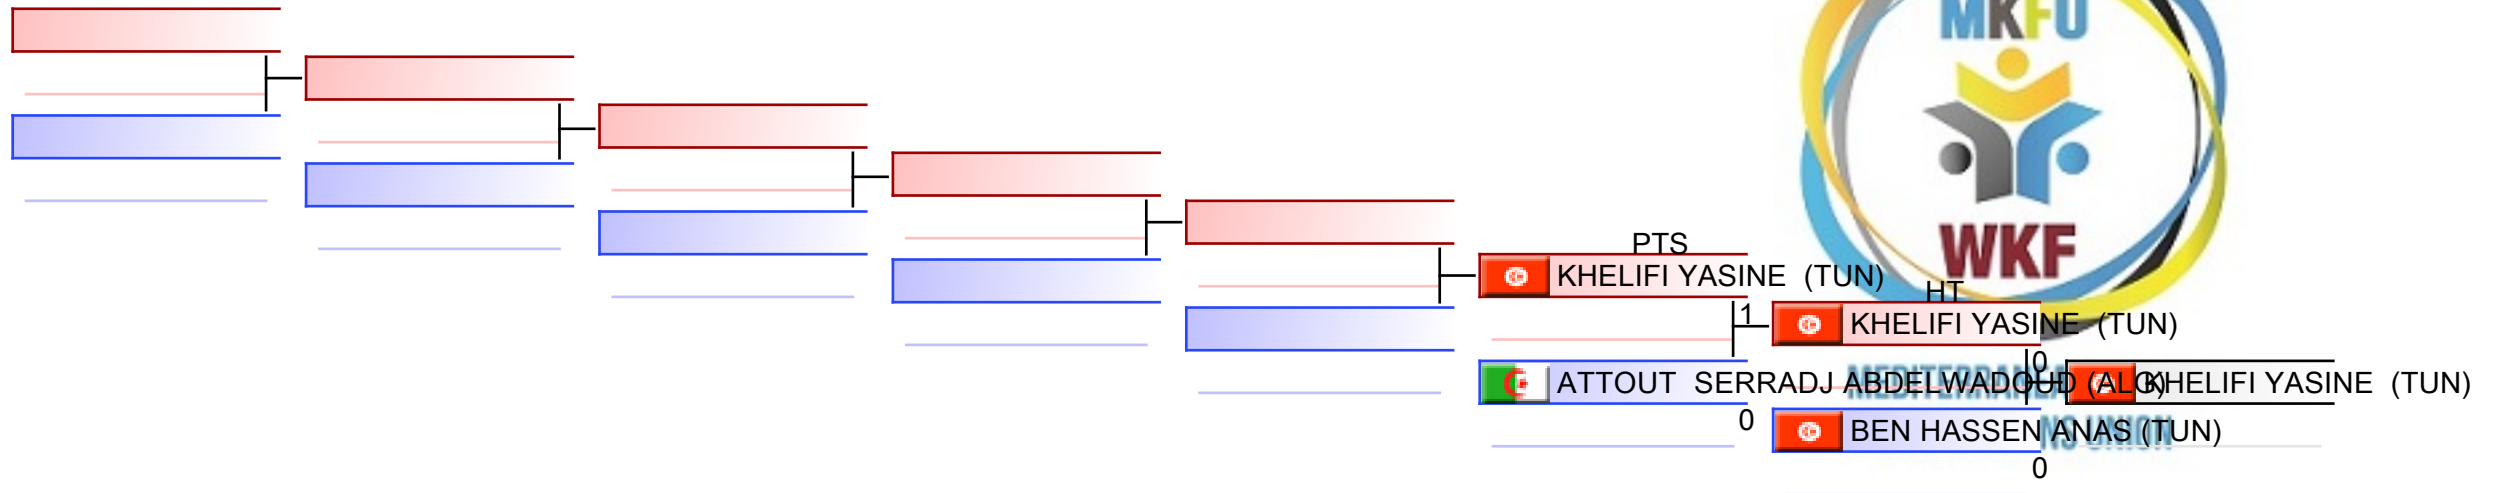 MKFU
WKF
PTS
KHELIFI YASINE (TUN)
1
HT
KHELIFI YASINE (TUN)
0
ATTOUT SERRADJ ABDELWADOUD (ALG)
0
KHELIFI YASINE (TUN)
BEN HASSEN ANAS (TUN)
0